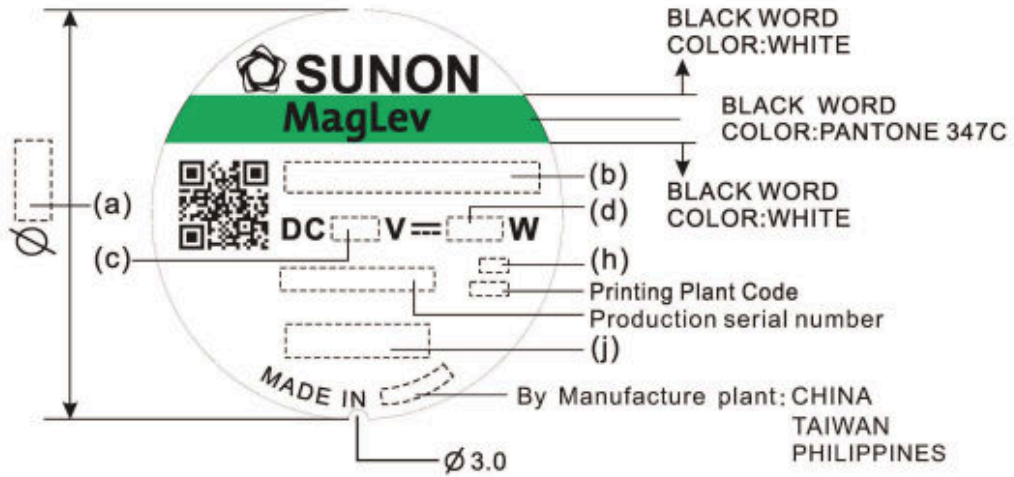 BLACK WORD
COLOR:WHITE
SUNON
MagLev
BLACK WORD
COLOR:PANTONE 347C
(a)
(b)
BLACK WORD
COLOR:WHITE
(d)
DC V W
Ø
(c)
(h)
Printing Plant Code
Production serial number
(j)
MADE IN
By Manufacture plant: CHINA
TAIWAN
PHILIPPINES
Ø 3.0